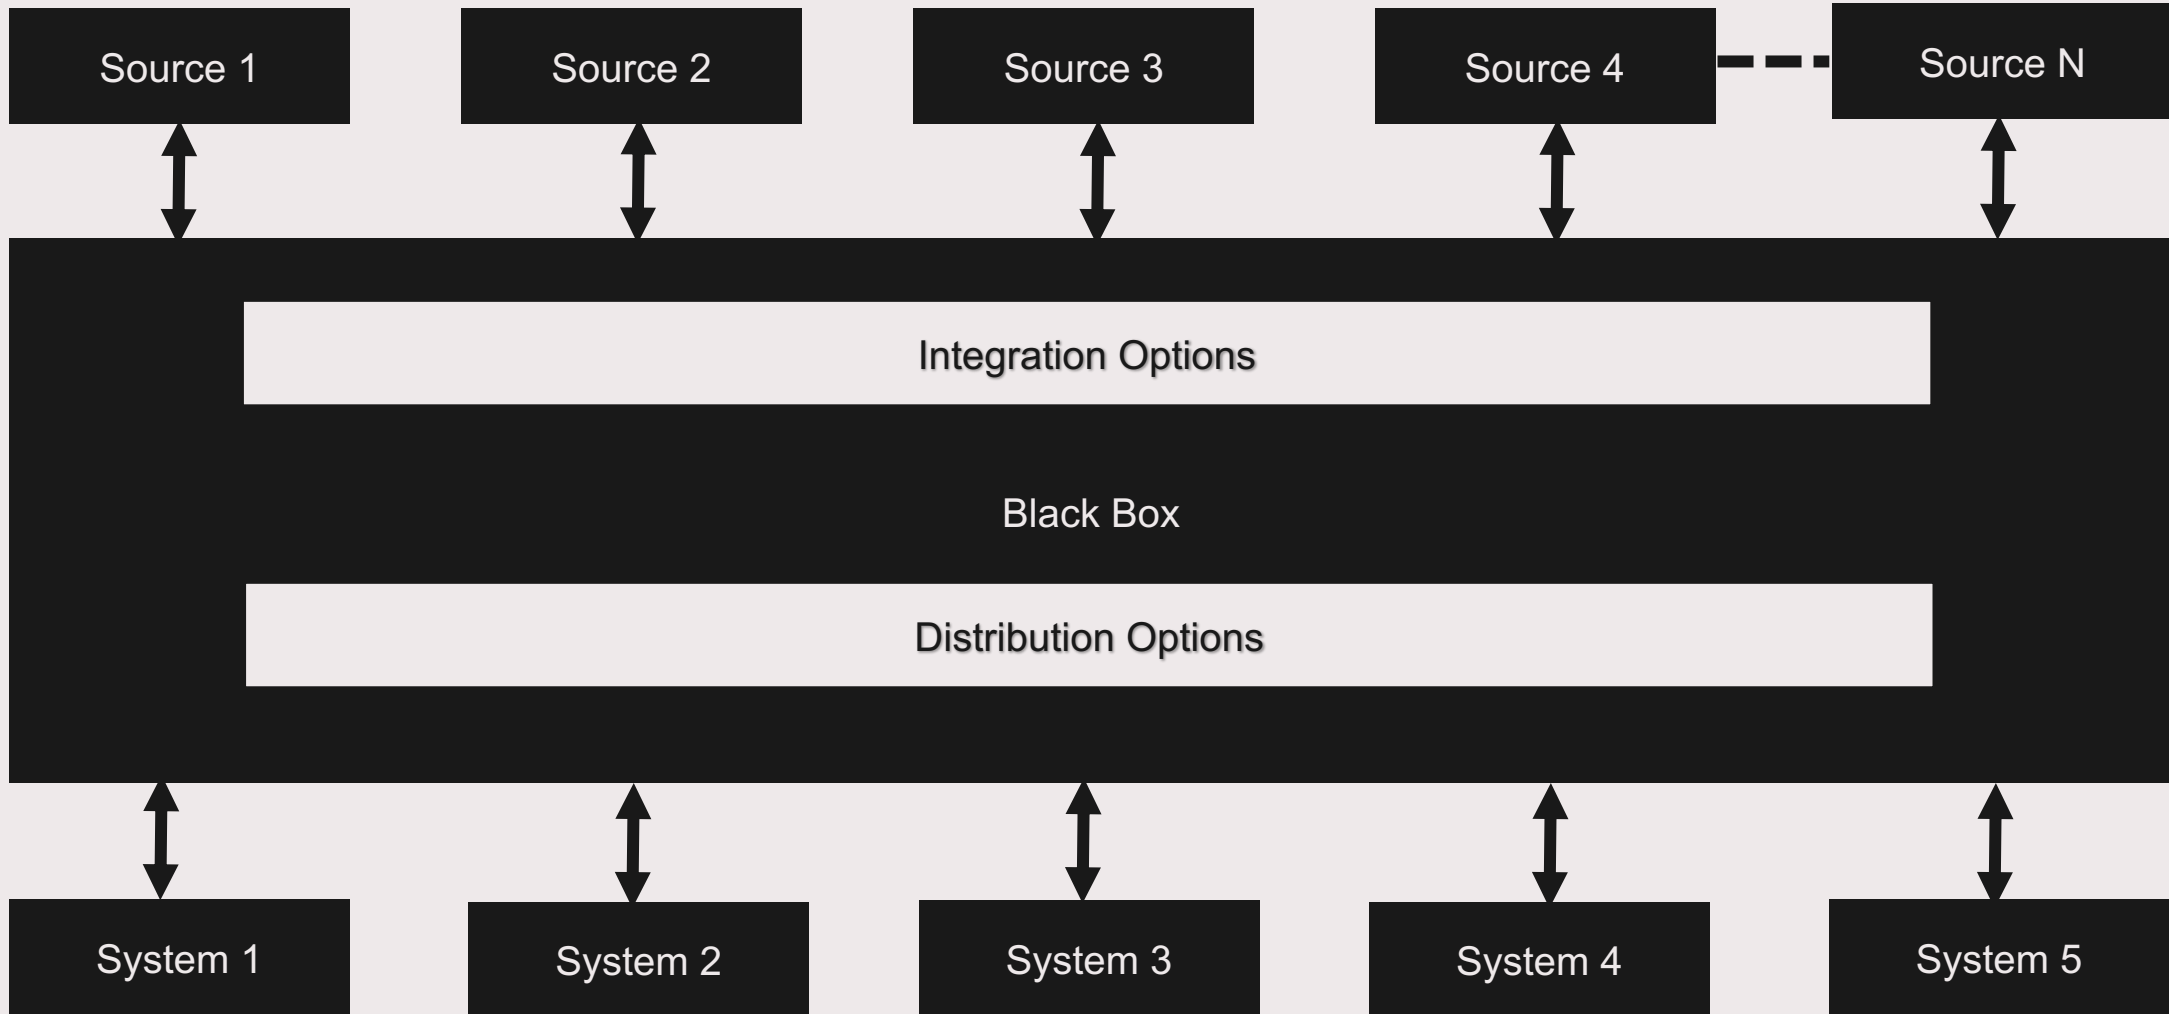 Source 1
Source 2
Source 3
Source 4
Source N
Integration Options
Black Box
Distribution Options
System 1
System 2
System 3
System 4
System 5